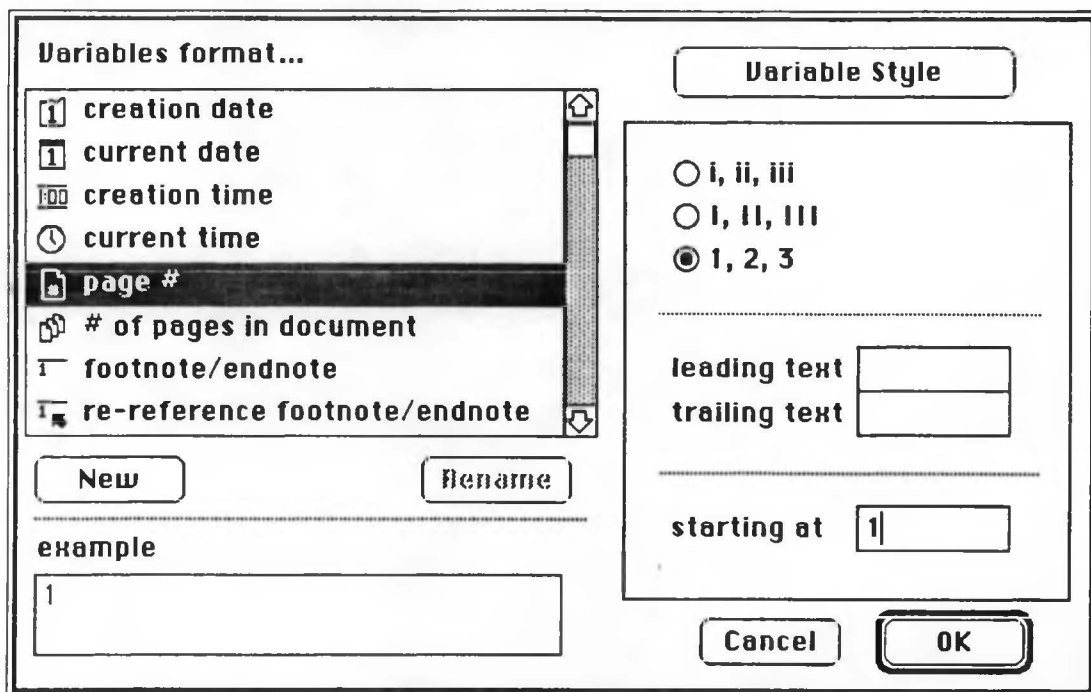 Variables format...
creation date
current date
creation time
current time
page #
# of pages in document
footnote/endnote
re-reference footnote/endnote
New
Rename
example
1
Variable Style
i, ii, iii
I, II, III
1, 2, 3
leading text
trailing text
starting at 1
Cancel
OK